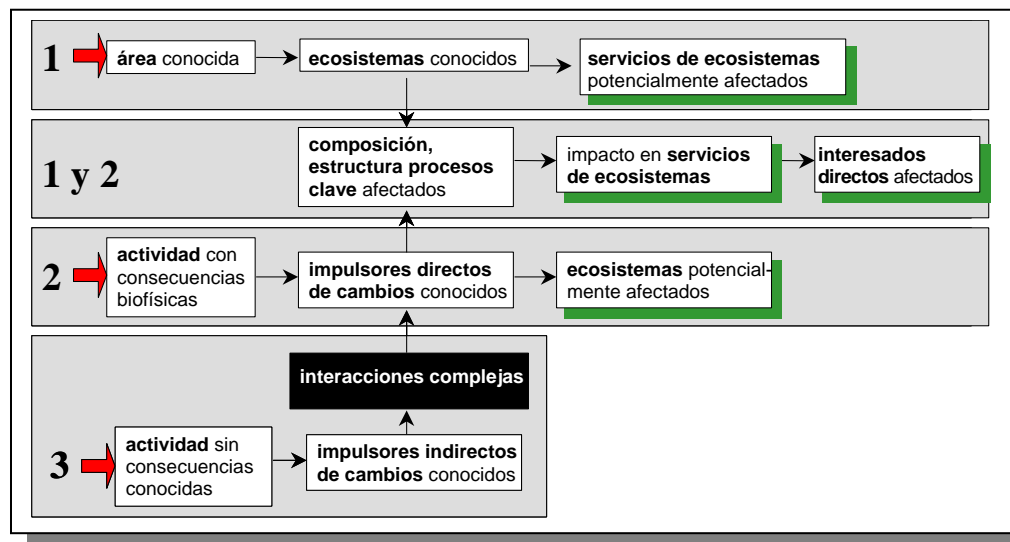 1
área conocida
ecosistemas conocidos
servicios de ecosistemas
potencialmente afectados
1 y 2
composición,
estructura procesos
clave afectados
impacto en servicios
de ecosistemas
interesados
directos afectados
2
actividad con
consecuencias
biofísicas
impulsores directos
de cambios conocidos
ecosistemas potencial-
mente afectados
interacciones complejas
3
actividad sin
consecuencias
conocidas
impulsores indirectos
de cambios conocidos